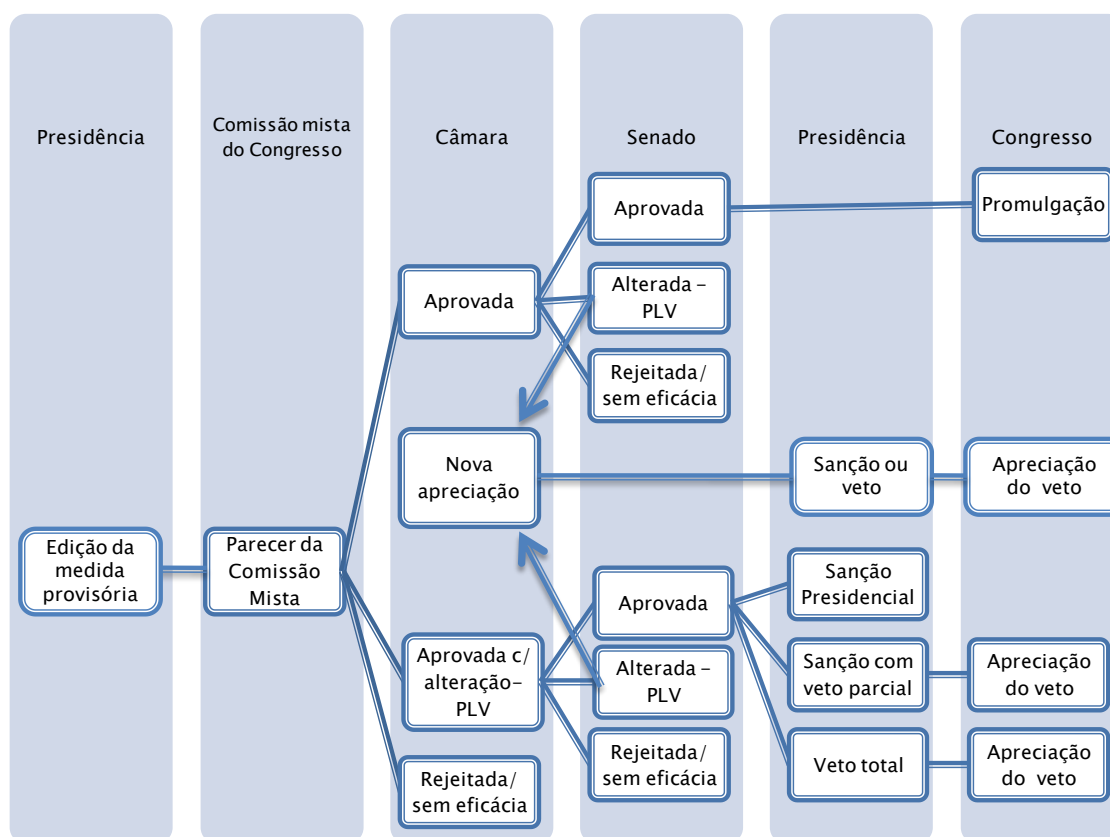 Presidência
Comissão mista
do Congresso
Câmara
Senado
Presidência
Congresso
Aprovada
Promulgação
Aprovada
Alterada –
PLV
Rejeitada/
sem eficácia
Nova
apreciação
Sanção ou
veto
Apreciação
do veto
Edição da
medida
provisória
Parecer da
Comissão
Mista
Aprovada
Sanção
Presidencial
Aprovada c/
alteração–
PLV
Alterada –
PLV
Sanção com
veto parcial
Apreciação
do veto
Rejeitada/
sem eficácia
Rejeitada/
sem eficácia
Veto total
Apreciação
do veto